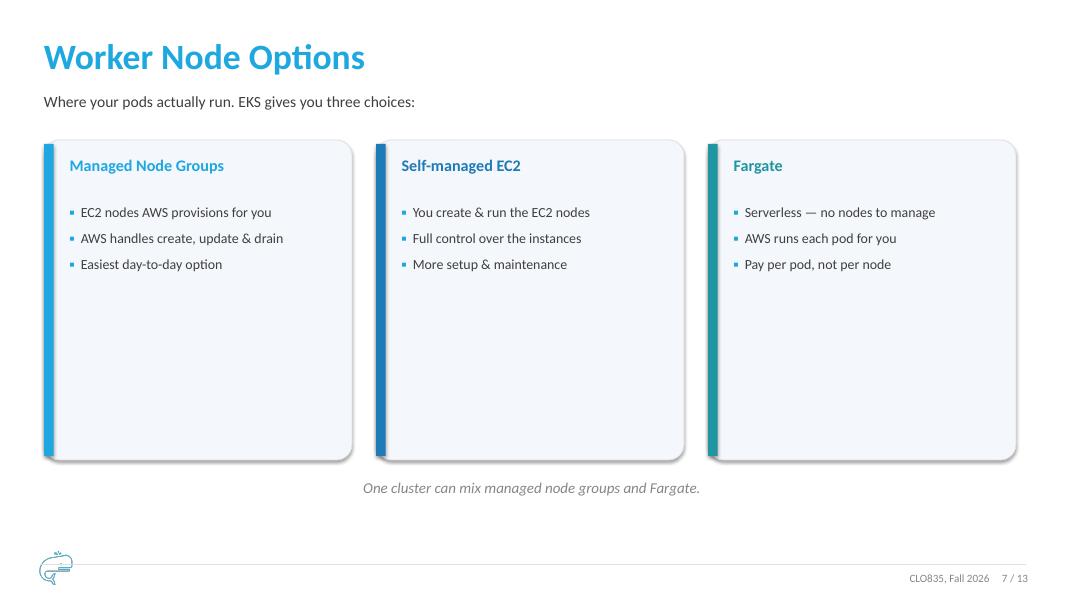 Worker Node Options
Where your pods actually run. EKS gives you three choices:
Managed Node Groups
▪ EC2 nodes AWS provisions for you
▪ AWS handles create, update & drain
▪ Easiest day-to-day option
Self-managed EC2
▪ You create & run the EC2 nodes
▪ Full control over the instances
▪ More setup & maintenance
Fargate
▪ Serverless — no nodes to manage
▪ AWS runs each pod for you
▪ Pay per pod, not per node
One cluster can mix managed node groups and Fargate.
CLO835, Fall 2026 7 / 13